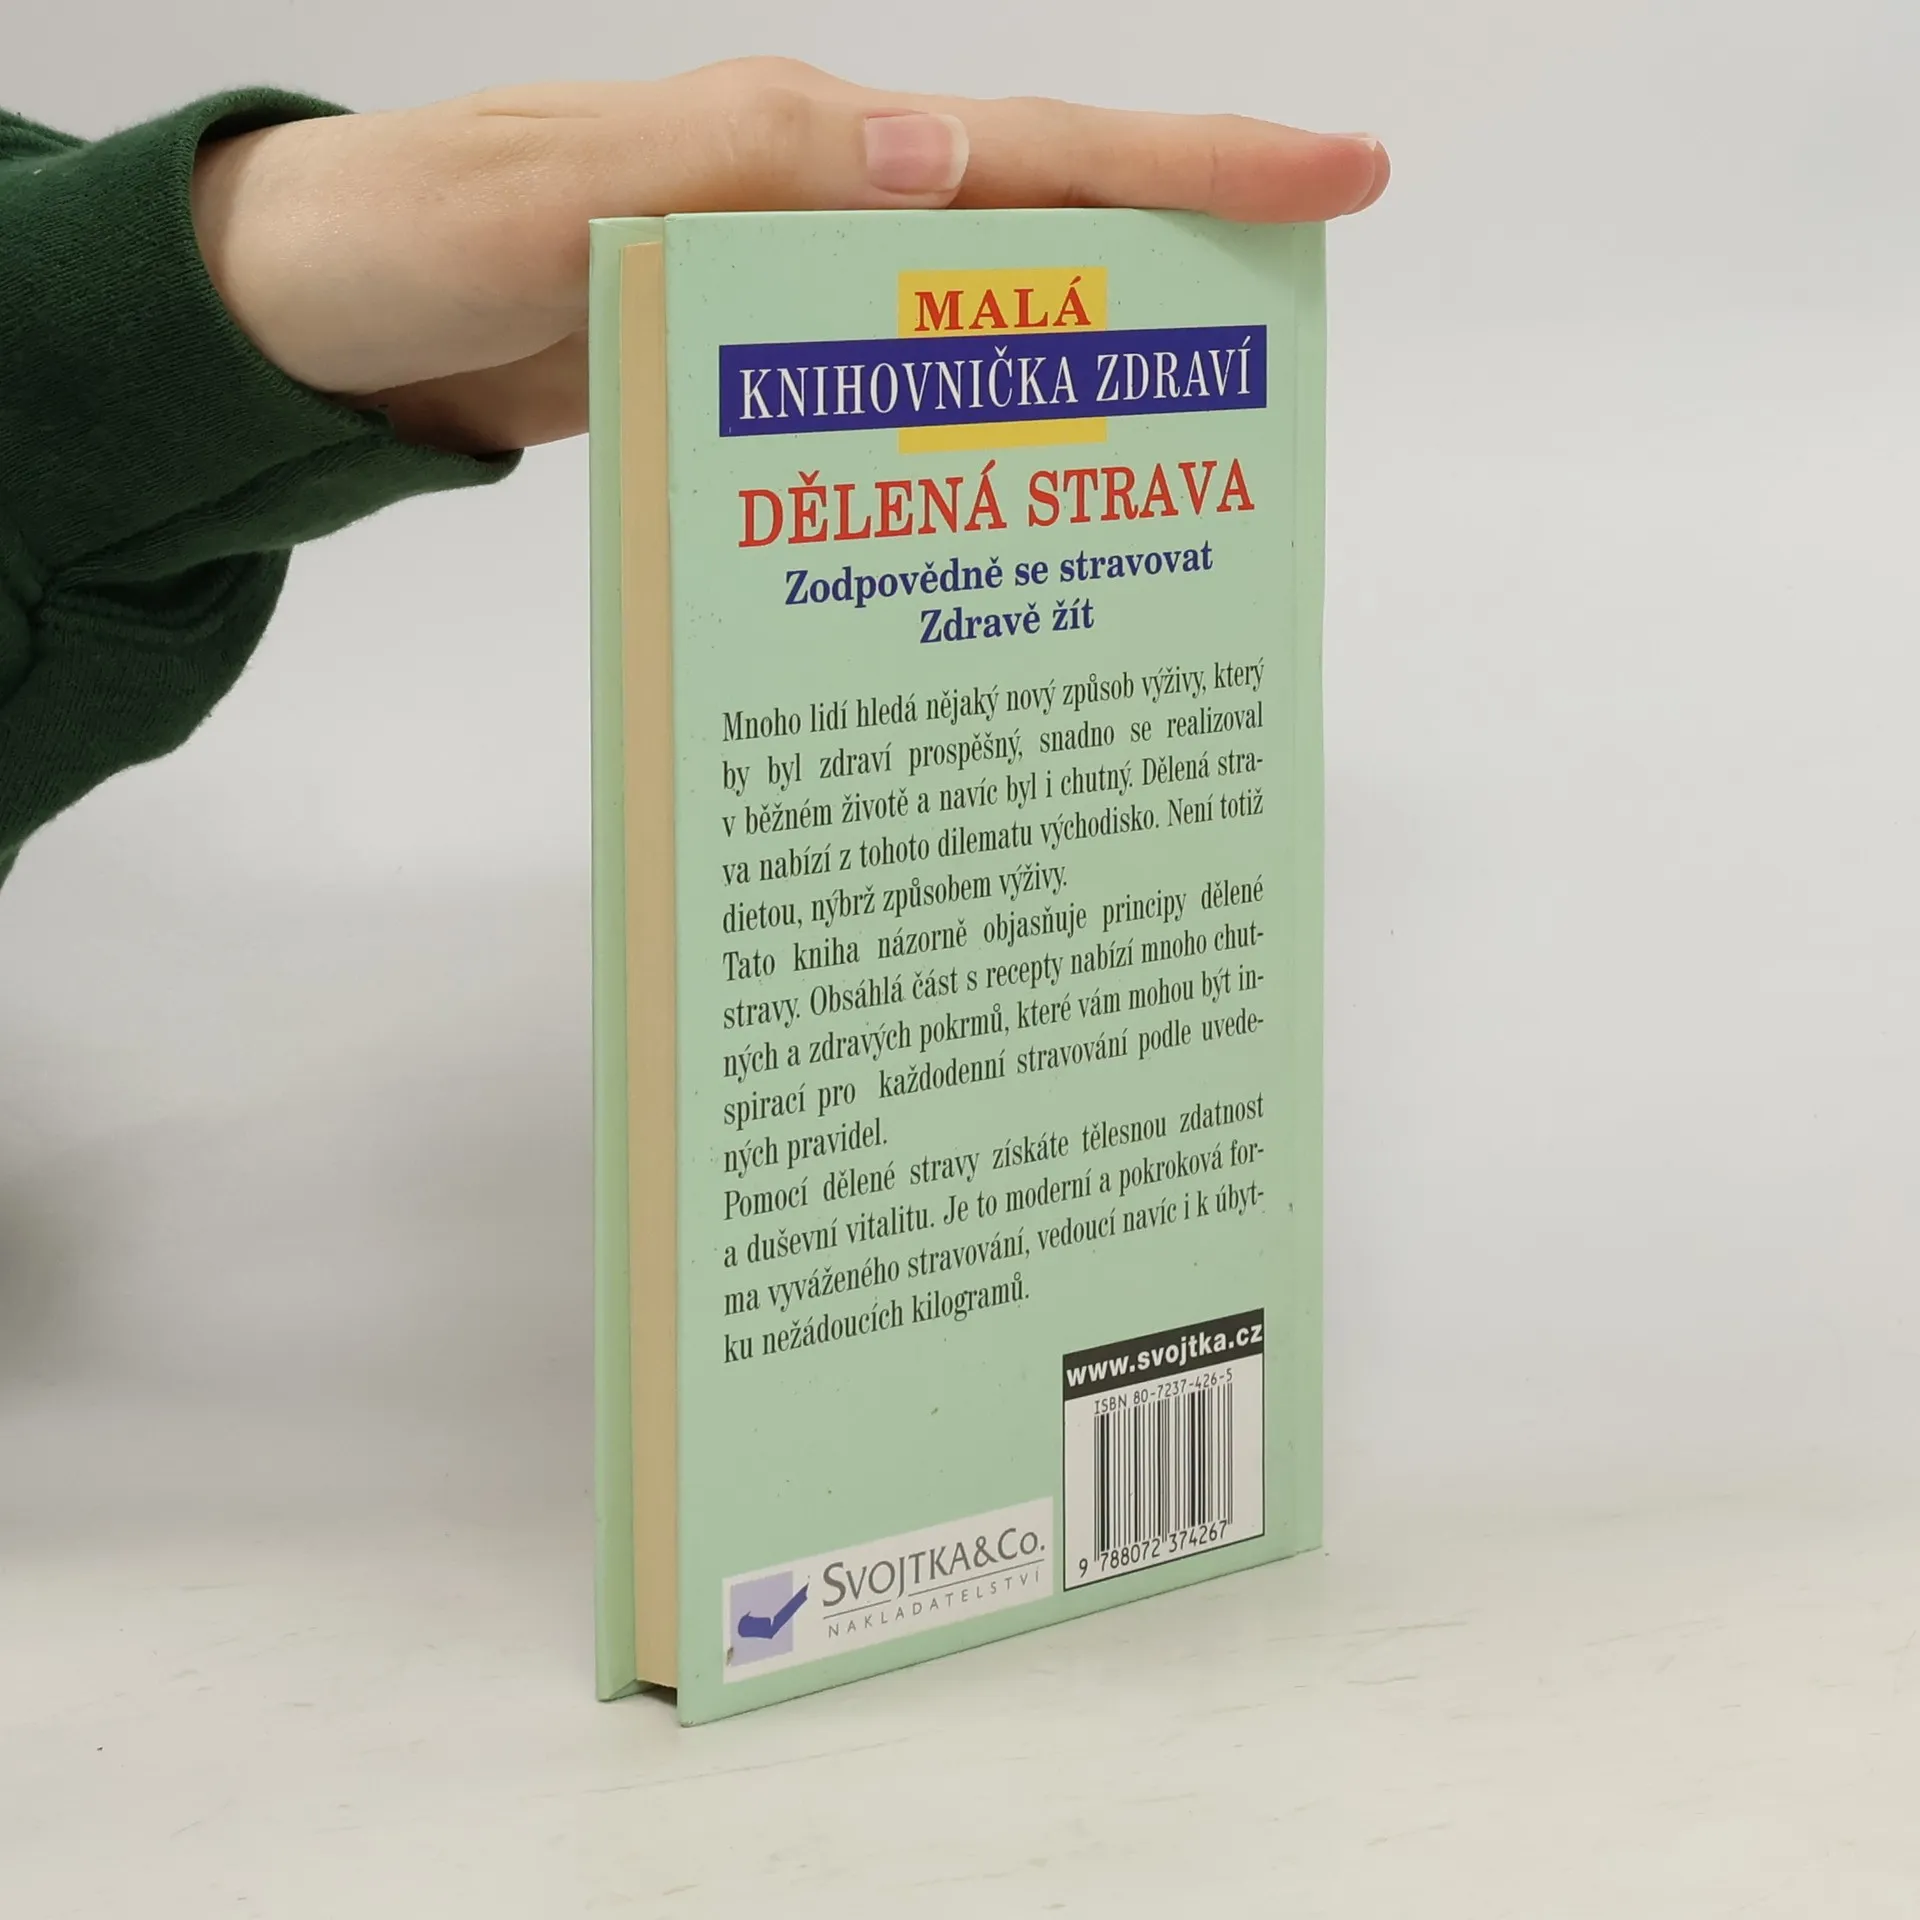 MALÁ
KNIHOVNIČKA ZDRAVÍ
DĚLENÁ STRAVA
Zodpovědně se stravovat
Zdravě žít
Mnoho lidí hledá nějaký nový způsob výživy, který
by byl zdraví prospěšný, snadno se realizoval
v běžném životě a navíc byl i chutný. Dělená stra-
va nabízí z tohoto dilematu východisko. Není totiž
dietou, nýbrž způsobem výživy.
Tato kniha názorně objasňuje principy dělené
stravy. Obsáhlá část s recepty nabízí mnoho chut-
ných a zdravých pokrmů, které vám mohou být in-
spirací pro každodenní stravování podle uvede-
ných pravidel.
Pomocí dělené stravy získáte tělesnou zdatnost
a duševní vitalitu. Je to moderní a pokroková for-
ma vyváženého stravování, vedoucí navíc i k úbyt-
ku nežádoucích kilogramů.
www.svojtka.cz
ISBN 80-7237-426-5
9 788072 374267
SVOJTKA&CO.
NAKLADATELSTVÍ